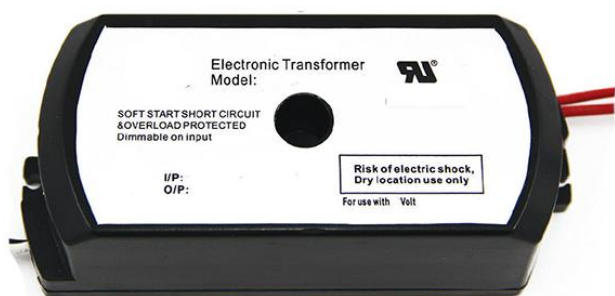 Electronic Transformer
Model:
SOFT START SHORT CIRCUIT
&OVERLOAD PROTECTED
Dimmable on input
I/P:
O/P:
Risk of electric shock,
Dry location use only
For use with Volt